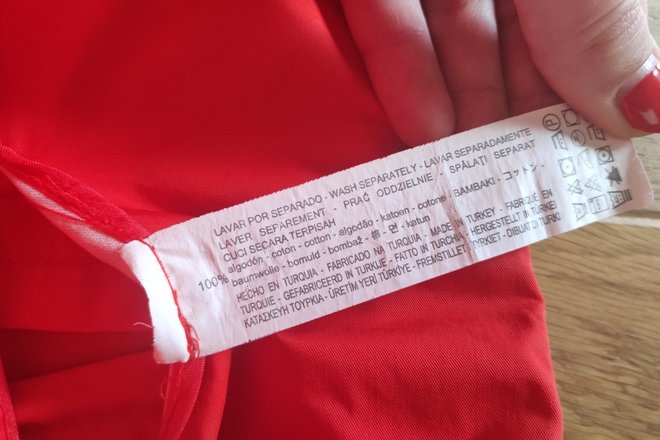 LAVAR POR SEPARADO - WASH SEPARATELY - LAVAR SEPARADAMENTE
LAVER SEPAREMENT - PRAĆ ODDZIELNIE - SPĂLAȚI SEPARAT
CUCI SECARA TERPISAH
algodón - coton - cotton - algodão - katoen - cotone - BAMBAKI - コットン -
100% baumwolle - bomuld - bombaž - 棉 - 면 - katun
HECHO EN TURQUIA - FABRICADO NA TURQUIA - MADE IN TURKEY - FABRIQUÉ EN
TURQUIE - GEFABRICEERD IN TURKIJE - FATTO IN TURCHIA - HERGESTELLT IN TÜRKEI
ΚΑΤΑΣΚΕΥΗ ΤΟΥΡΚΙΑ - ÜRETİM YERİ TÜRKİYE - FREMSTILLET I TYRKIET - DIBUAT DI TURKI